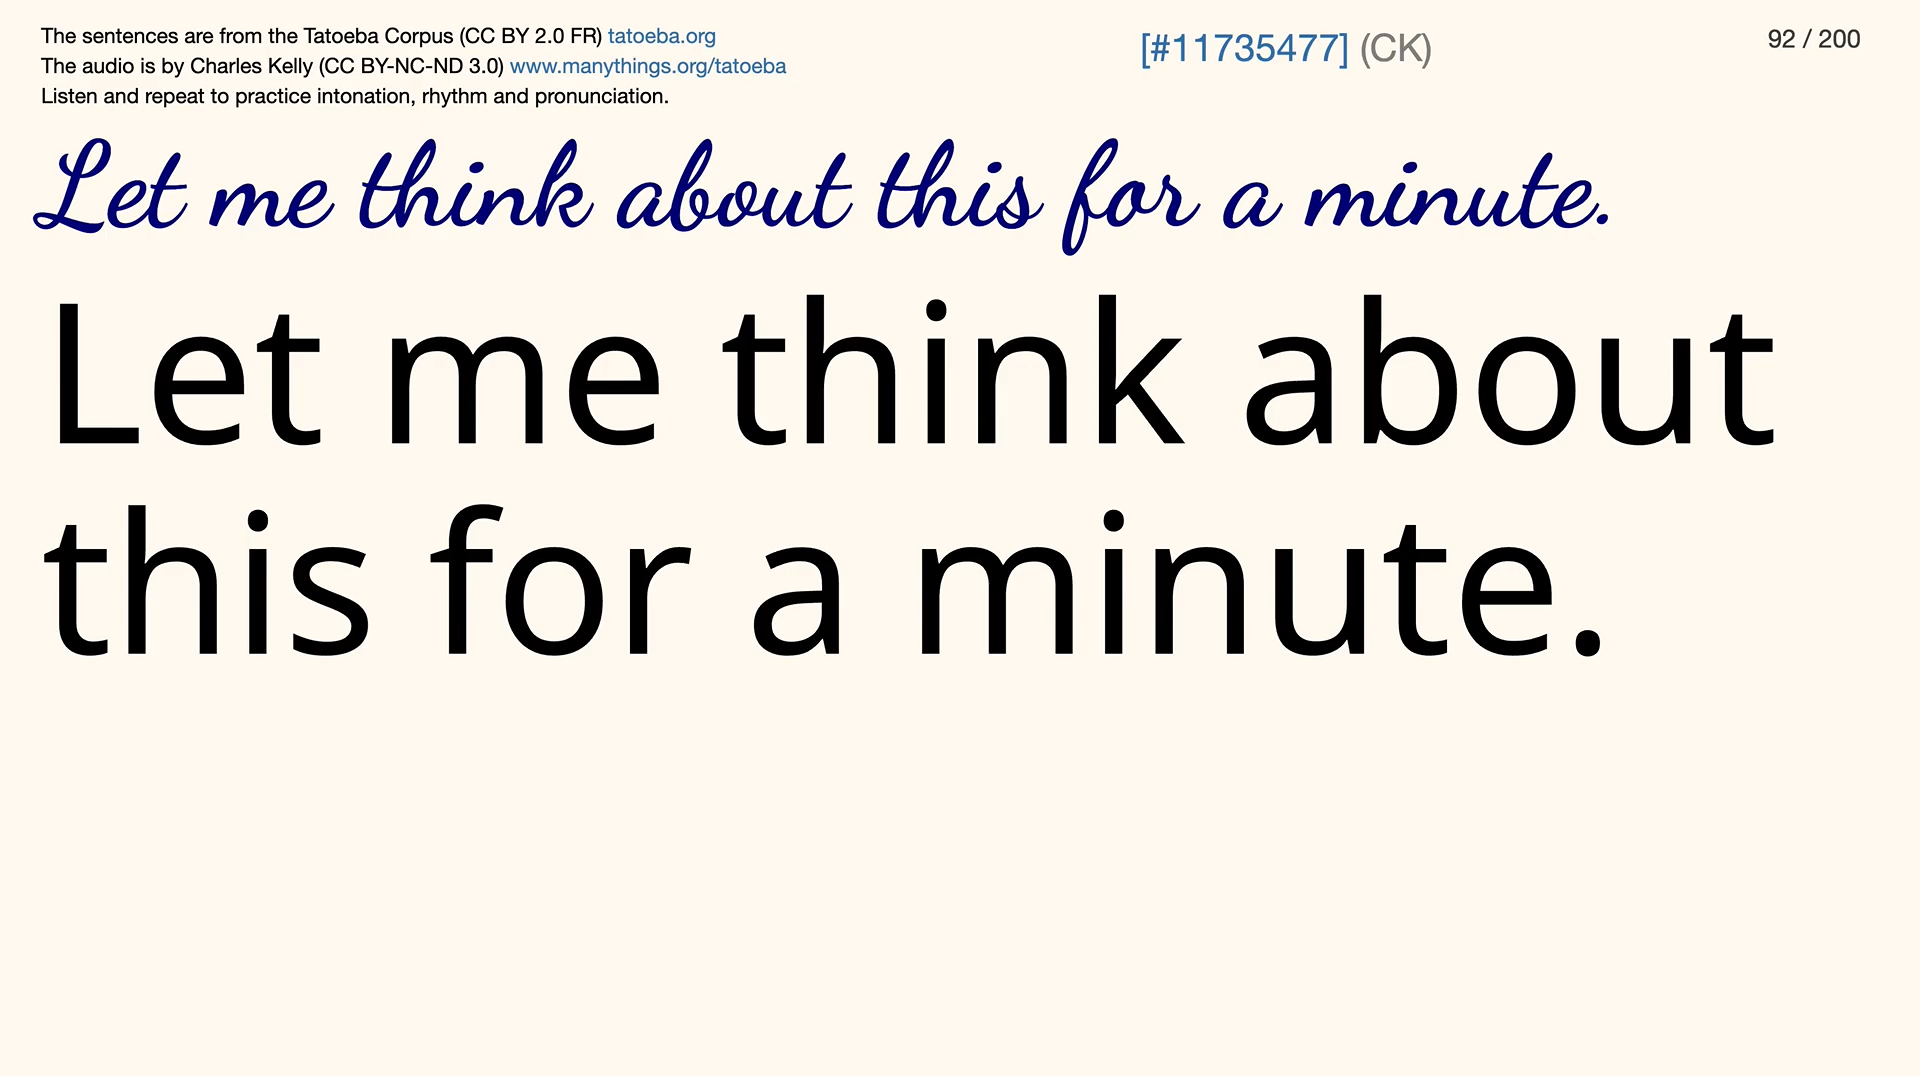 The sentences are from the Tatoeba Corpus (CC BY 2.0 FR) tatoeba.org
The audio is by Charles Kelly (CC BY-NC-ND 3.0) www.manythings.org/tatoeba
Listen and repeat to practice intonation, rhythm and pronunciation.
[#11735477] (CK)
92 / 200
Let me think about this for a minute.
Let me think about
this for a minute.